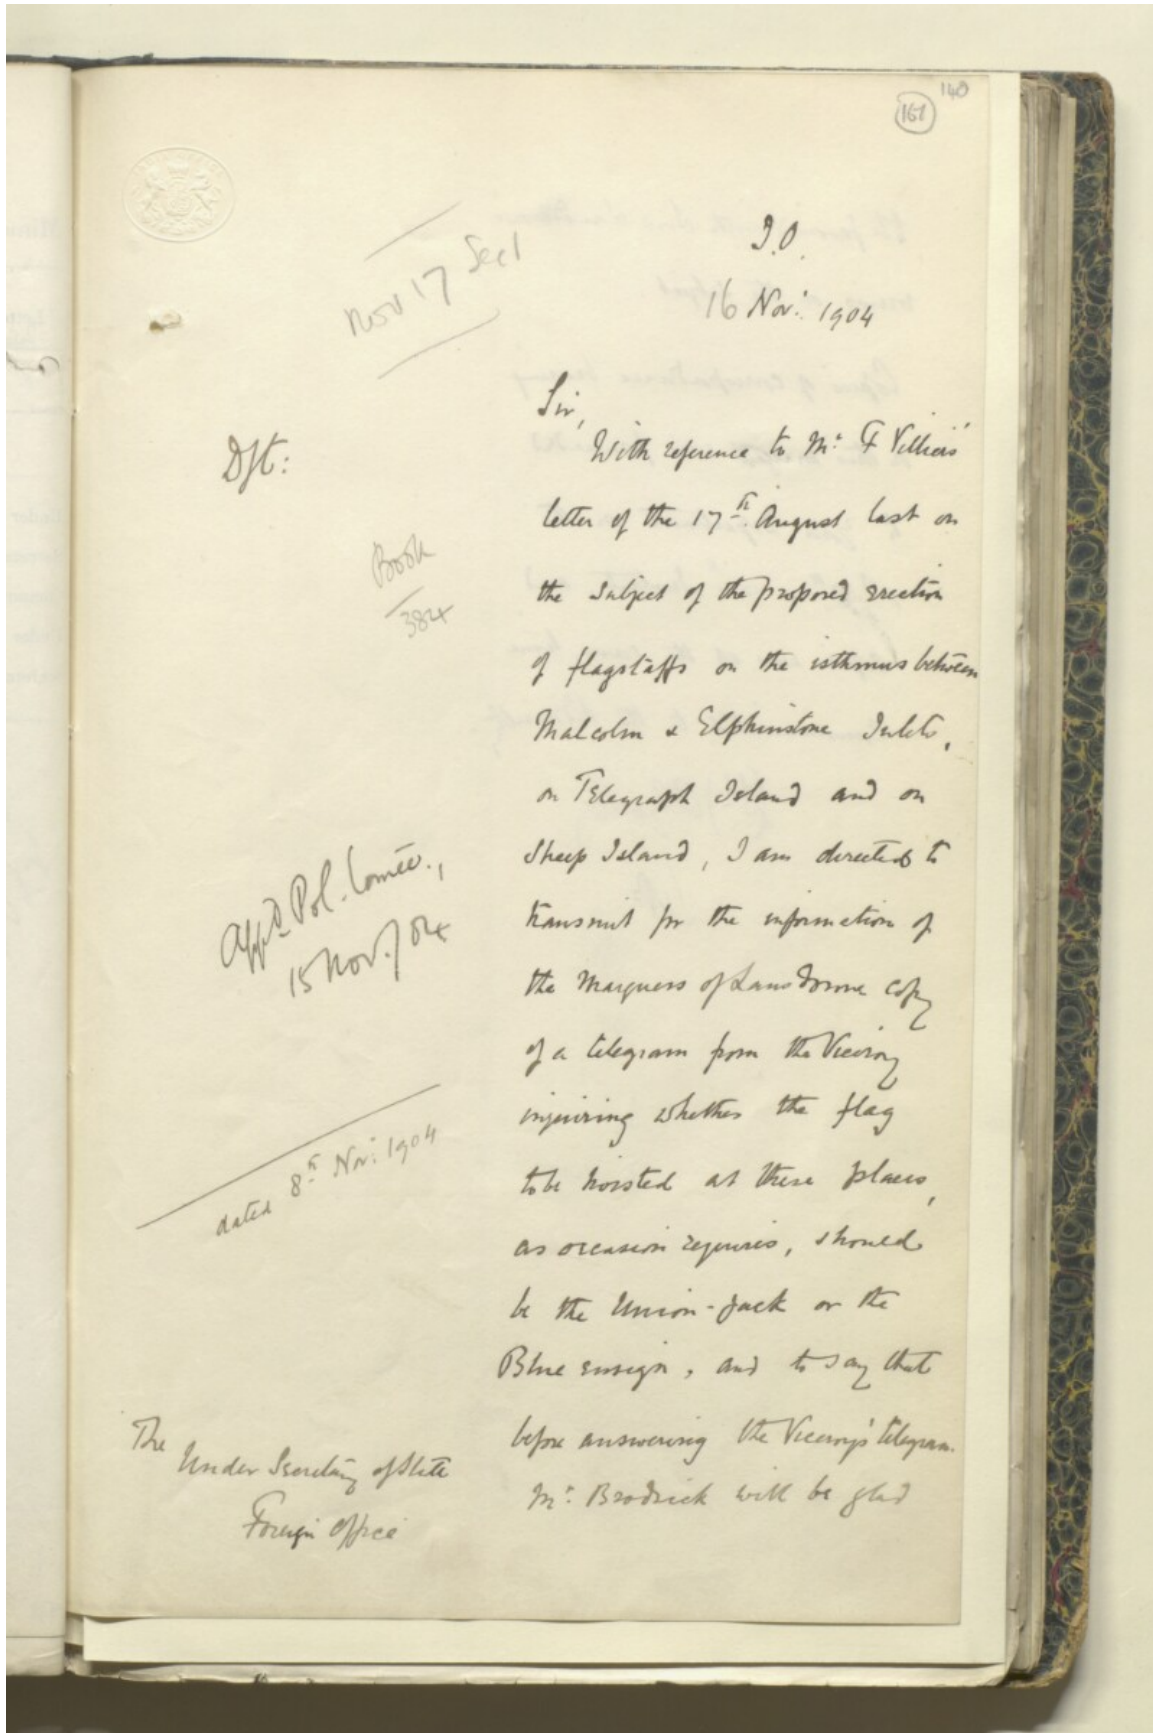 140
161
I.O.
16 Nov: 1904
Nov 17 Sec1
Dft:
Book
384
Appd Pol. Comtee.,
15 Nov./04
dated 8th Nov: 1904
The
Under Secretary of State
Foreign Office
Sir,
With reference to Mr. F Villiers'
letter of the 17th August last on
the subject of the proposed erection
of flagstaffs on the isthmus between
Malcolm & Elphinstone Inlets,
on Telegraph Island and on
Sheep Island, I am directed to
transmit for the information of
the Marquess of Lansdowne copy
of a telegram from the Viceroy
inquiring whether the flag
to be hoisted at these places,
as occasion requires, should
be the Union-Jack or the
Blue ensign, and to say that
before answering the Viceroy's telegram
Mr. Brodrick will be glad